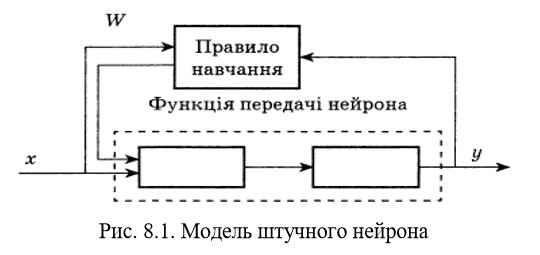 W
Правило
навчання
Функція передачі нейрона
x
y
Рис. 8.1. Модель штучного нейрона